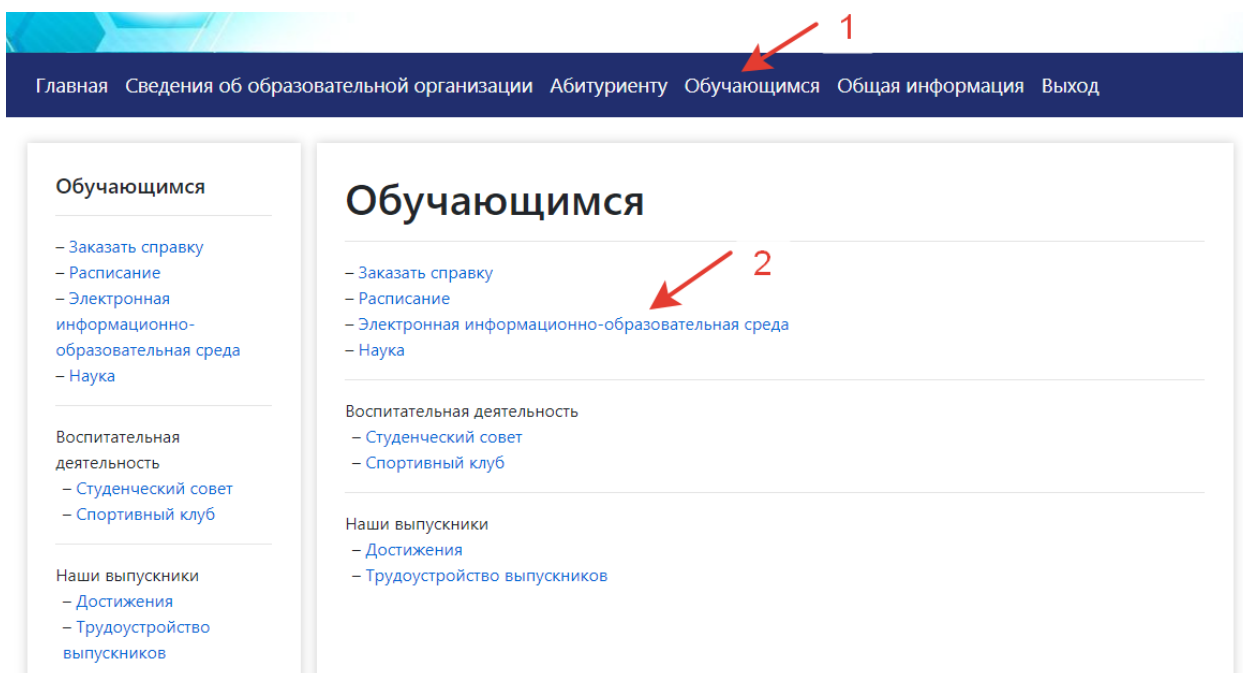 1
Главная Сведения об образовательной организации Абитуриенту Обучающимся Общая информация Выход
Обучающимся
– Заказать справку
– Расписание
– Электронная
информационно-
образовательная среда
– Наука
Воспитательная
деятельность
– Студенческий совет
– Спортивный клуб
Наши выпускники
– Достижения
– Трудоустройство
выпускников
Обучающимся
2
– Заказать справку
– Расписание
– Электронная информационно-образовательная среда
– Наука
Воспитательная деятельность
– Студенческий совет
– Спортивный клуб
Наши выпускники
– Достижения
– Трудоустройство выпускников